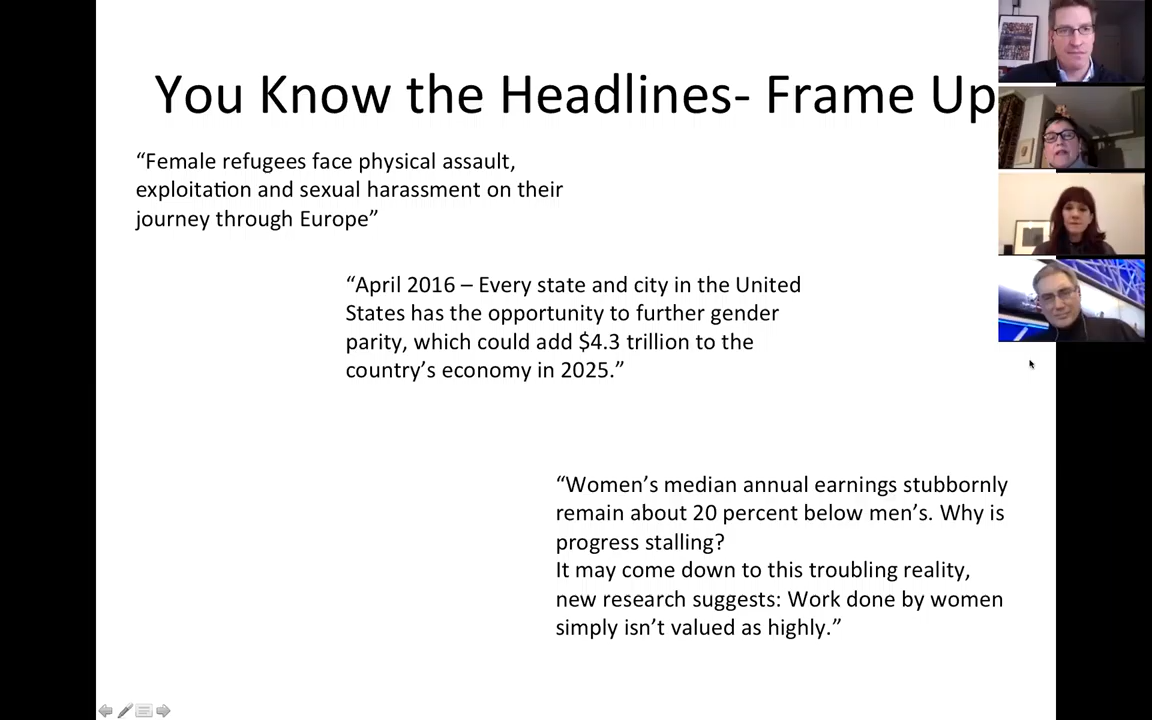 You Know the Headlines- Frame Up
“Female refugees face physical assault,
exploitation and sexual harassment on their
journey through Europe”
“April 2016 – Every state and city in the United
States has the opportunity to further gender
parity, which could add $4.3 trillion to the
country’s economy in 2025.”
“Women’s median annual earnings stubbornly
remain about 20 percent below men’s. Why is
progress stalling?
It may come down to this troubling reality,
new research suggests: Work done by women
simply isn’t valued as highly.”